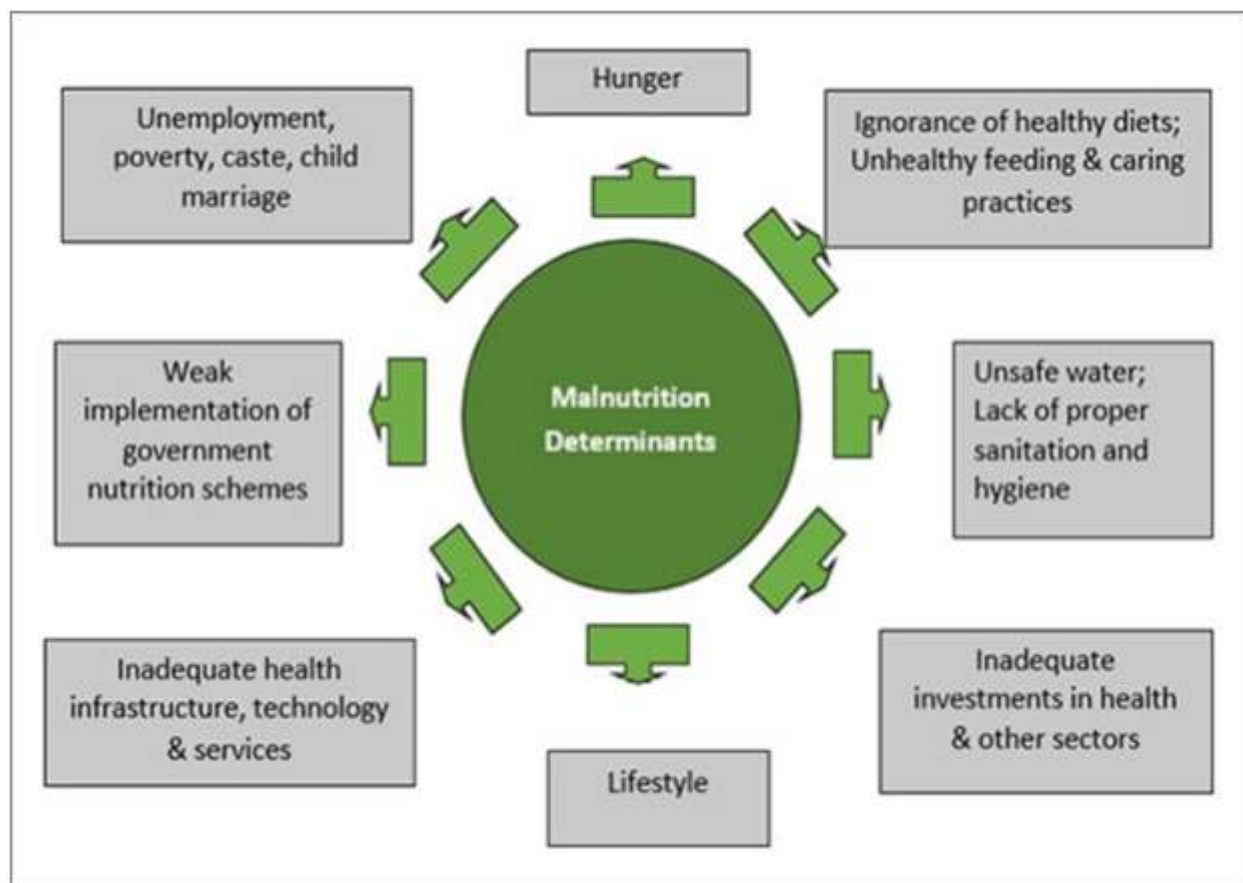 Hunger
Unemployment,
poverty, caste, child
marriage
Ignorance of healthy diets;
Unhealthy feeding & caring
practices
Weak
implementation of
government
nutrition schemes
Malnutrition
Determinants
Unsafe water;
Lack of proper
sanitation and
hygiene
Inadequate health
infrastructure, technology
& services
Lifestyle
Inadequate
investments in health
& other sectors